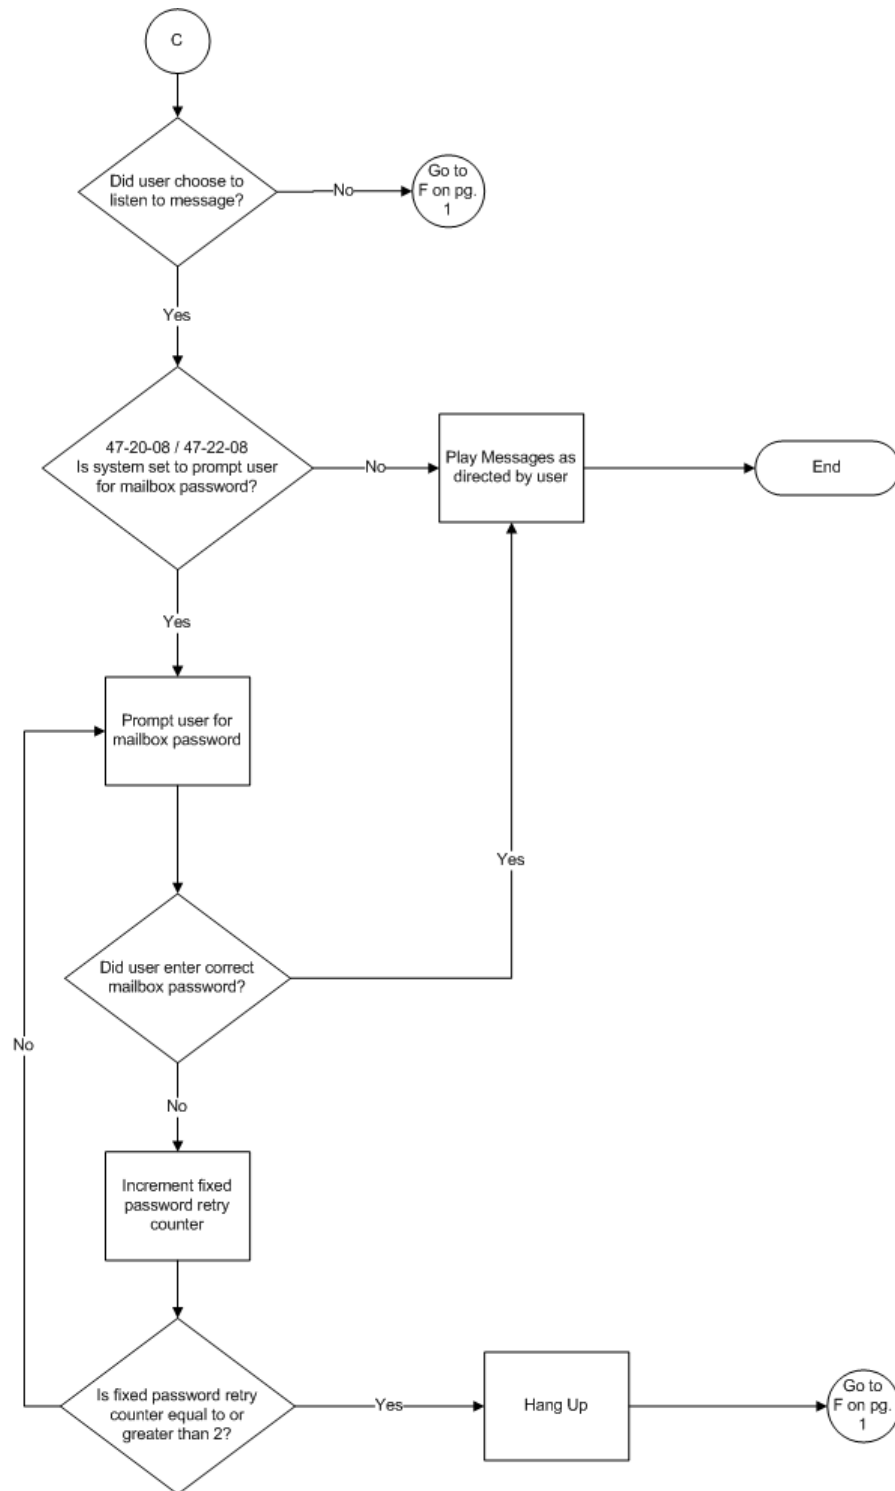 C
Did user choose to
listen to message?
No
Go to
F on pg.
1
Yes
47-20-08 / 47-22-08
Is system set to prompt user
for mailbox password?
No
Play Messages as
directed by user
End
Yes
Prompt user for
mailbox password
Yes
Did user enter correct
mailbox password?
No
No
Increment fixed
password retry
counter
Is fixed password retry
counter equal to or
greater than 2?
Yes
Hang Up
Go to
F on pg.
1